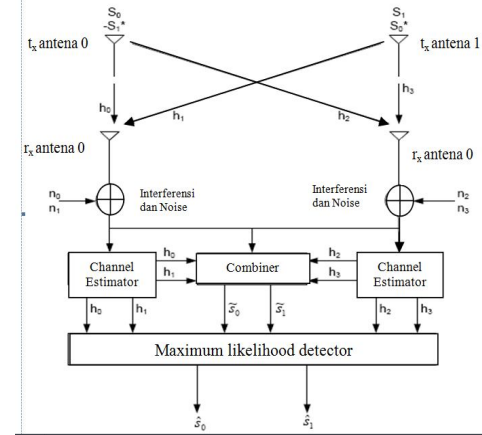 S₀ S₁
-S₁* S₀*
tₓ antena 0 tₓ antena 1
h₃
h₀ h₁ h₂
rₓ antena 0 rₓ antena 0
n₀ Interferensi Interferensi n₂
n₁ dan Noise dan Noise n₃
h₀ h₂
Channel Combiner Channel
Estimator h₁ h₃ Estimator
h₀ h₁ s̃₀ s̃₁ h₂ h₃
Maximum likelihood detector
ŝ₀ ŝ₁